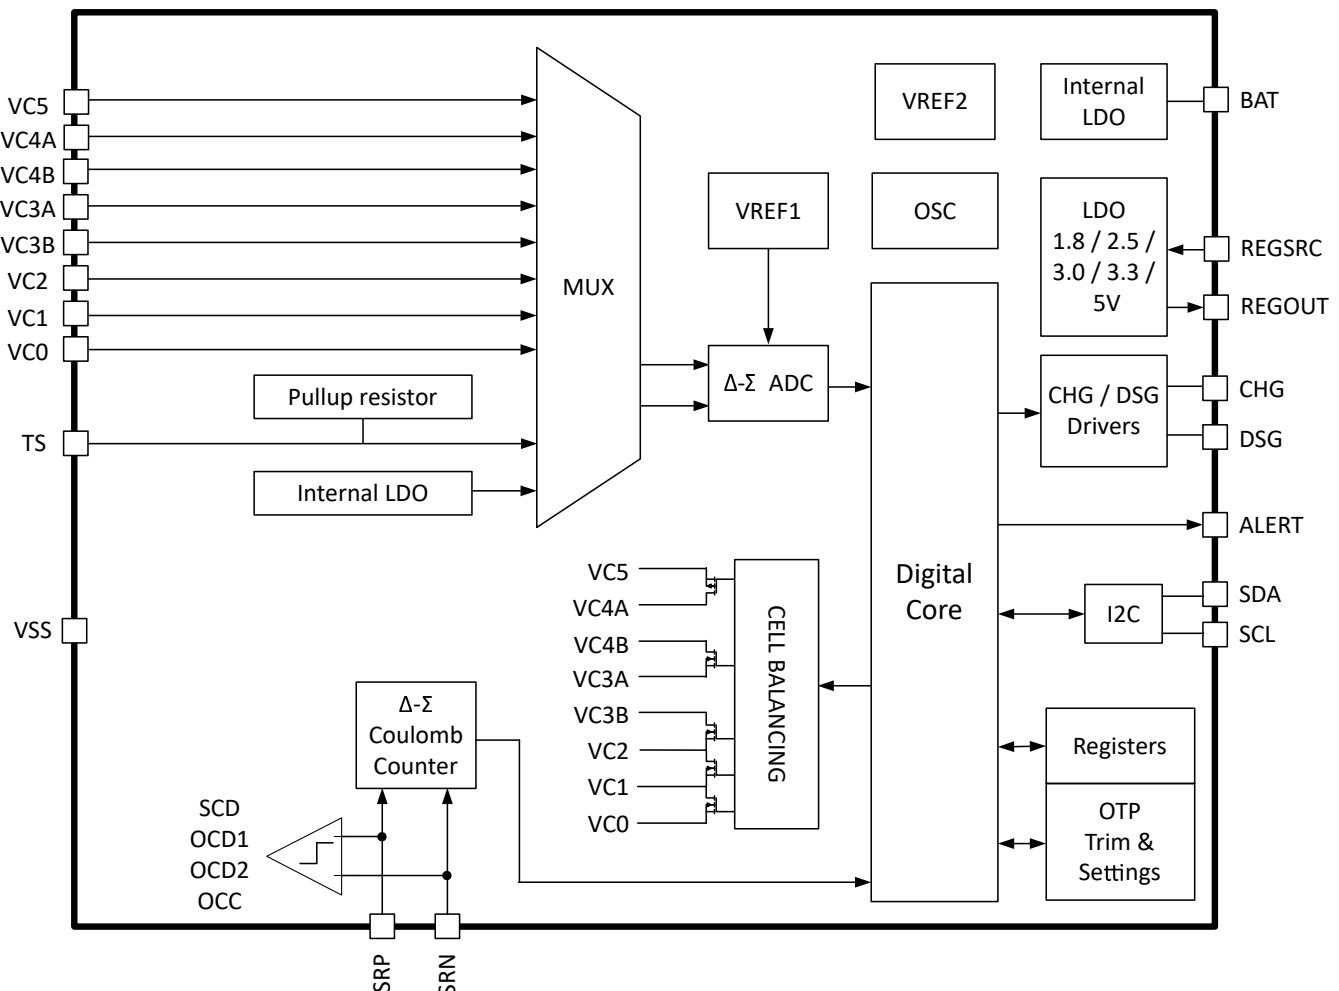 VC5
VC4A
VC4B
VC3A
VC3B
VC2
VC1
VC0
TS
VSS
Pullup resistor
Internal LDO
MUX
VREF1
Δ-Σ ADC
VREF2
OSC
Internal
LDO
LDO
1.8 / 2.5 /
3.0 / 3.3 /
5V
CHG / DSG
Drivers
BAT
REGSRC
REGOUT
CHG
DSG
ALERT
SDA
SCL
Digital
Core
I2C
Registers
OTP
Trim &
Settings
VC5
VC4A
VC4B
VC3A
VC3B
VC2
VC1
VC0
CELL BALANCING
Δ-Σ
Coulomb
Counter
SCD
OCD1
OCD2
OCC
SRP
SRN